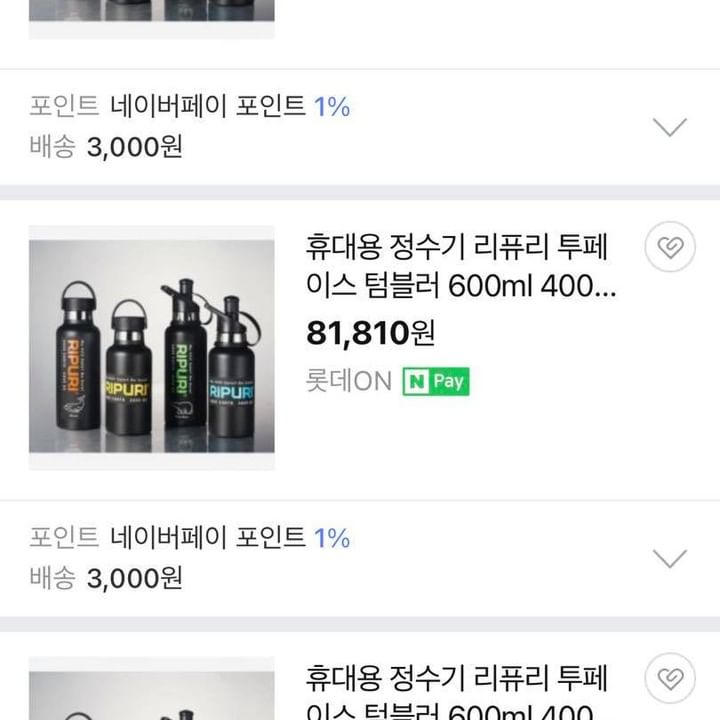 포인트 네이버페이 포인트 1%
배송 3,000원
휴대용 정수기 리퓨리 투페
이스 텀블러 600ml 400...
81,810원
롯데ON N Pay
RIPURI
RIPURI
RIPURI
RIPURI
포인트 네이버페이 포인트 1%
배송 3,000원
휴대용 정수기 리퓨리 투페
이스 텀블러 600ml 400...